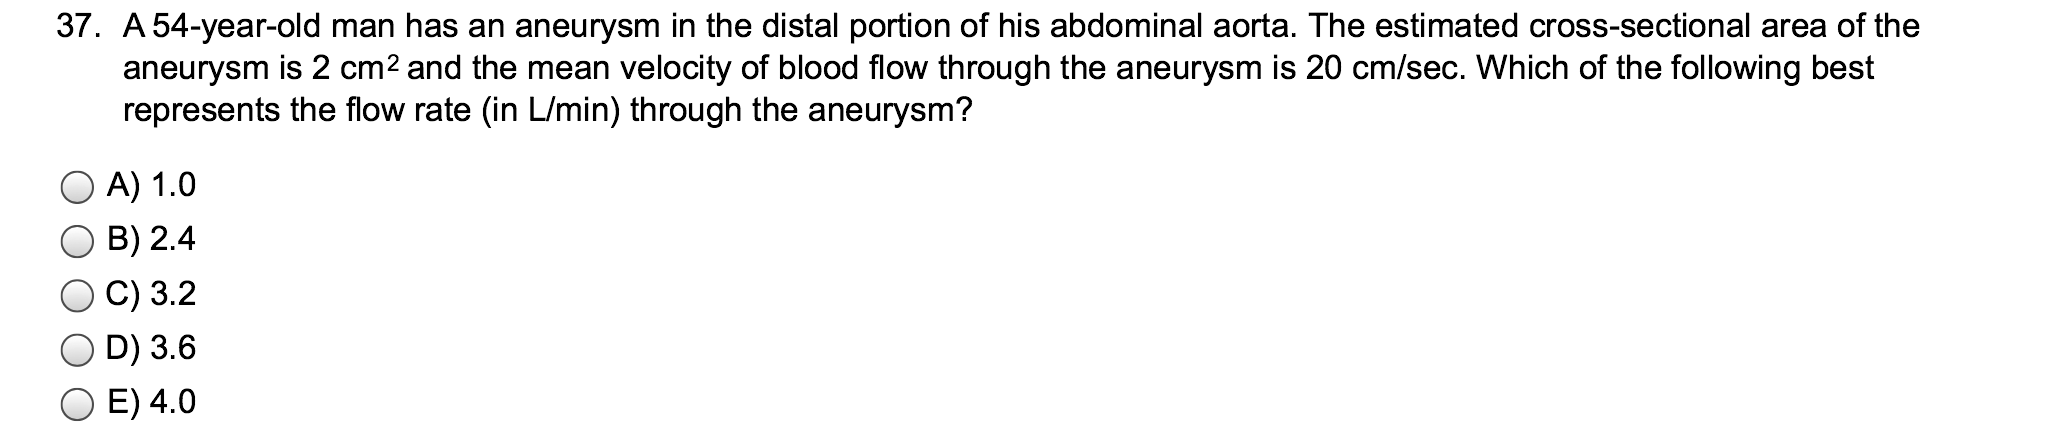 37. A 54-year-old man has an aneurysm in the distal portion of his abdominal aorta. The estimated cross-sectional area of the
aneurysm is 2 cm2 and the mean velocity of blood flow through the aneurysm is 20 cm/sec. Which of the following best
represents the flow rate (in L/min) through the aneurysm?
A) 1.0
B) 2.4
C) 3.2
D) 3.6
E) 4.0